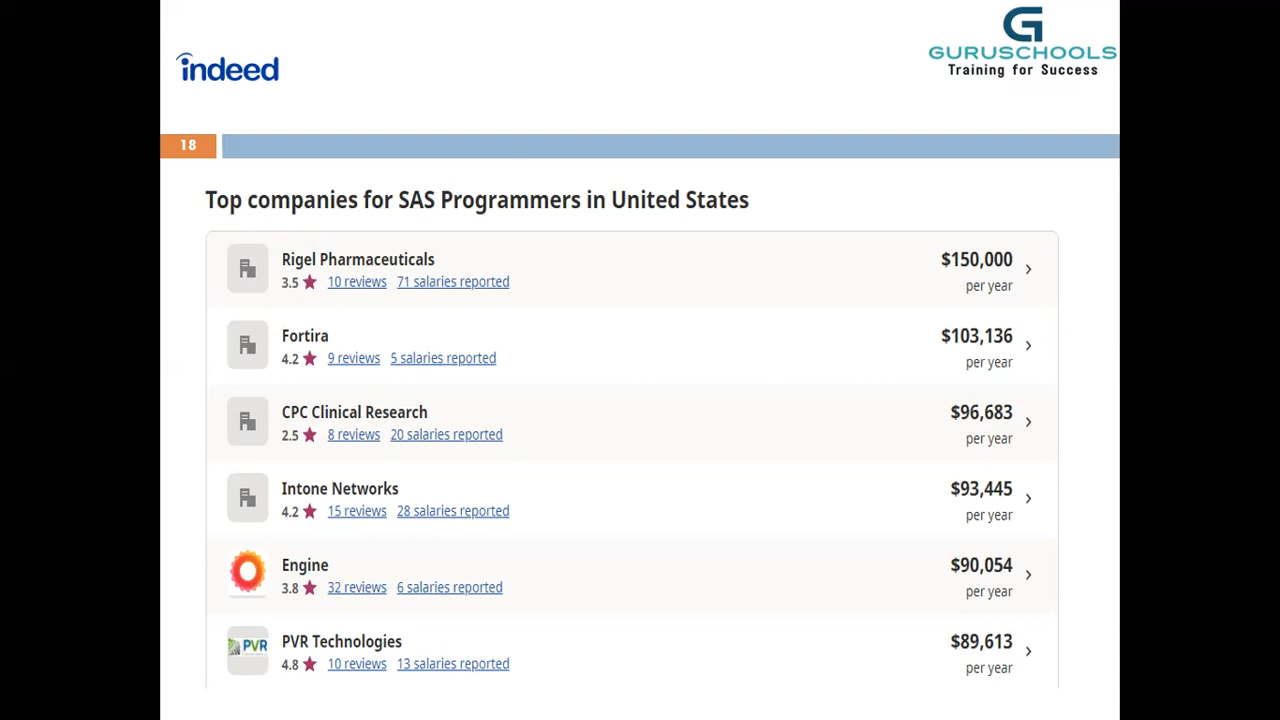 indeed
GURUSCHOOLS
Training for Success
18
Top companies for SAS Programmers in United States
Rigel Pharmaceuticals
$150,000
3.5 ★ 10 reviews 71 salaries reported
per year
Fortira
$103,136
4.2 ★ 9 reviews 5 salaries reported
per year
CPC Clinical Research
$96,683
2.5 ★ 8 reviews 20 salaries reported
per year
Intone Networks
$93,445
4.2 ★ 15 reviews 28 salaries reported
per year
Engine
$90,054
3.8 ★ 32 reviews 6 salaries reported
per year
PVR
PVR Technologies
$89,613
4.8 ★ 10 reviews 13 salaries reported
per year